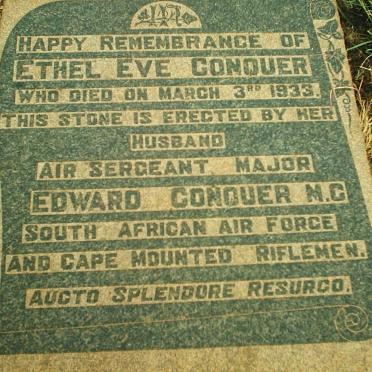 HAPPY REMEMBRANCE OF
ETHEL EVE CONQUER
WHO DIED ON MARCH 3RD 1933.
THIS STONE IS ERECTED BY HER
HUSBAND
AIR SERGEANT MAJOR
EDWARD CONQUER M.C
SOUTH AFRICAN AIR FORCE
AND CAPE MOUNTED RIFLEMEN.
AUCTO SPLENDORE RESURGO.